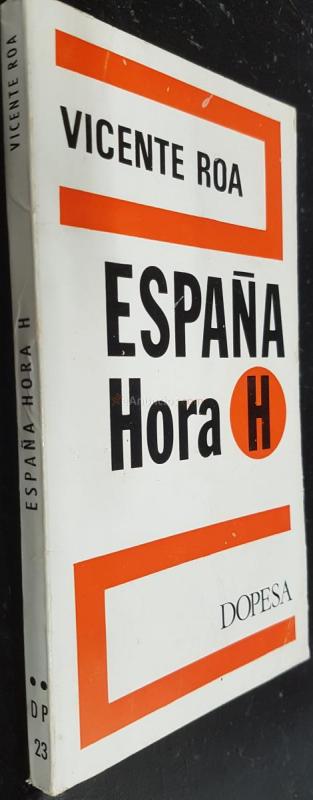 VICENTE ROA
ESPAÑA
Hora H
DOPESA
VICENTE ROA
ESPAÑA HORA H
DP
23